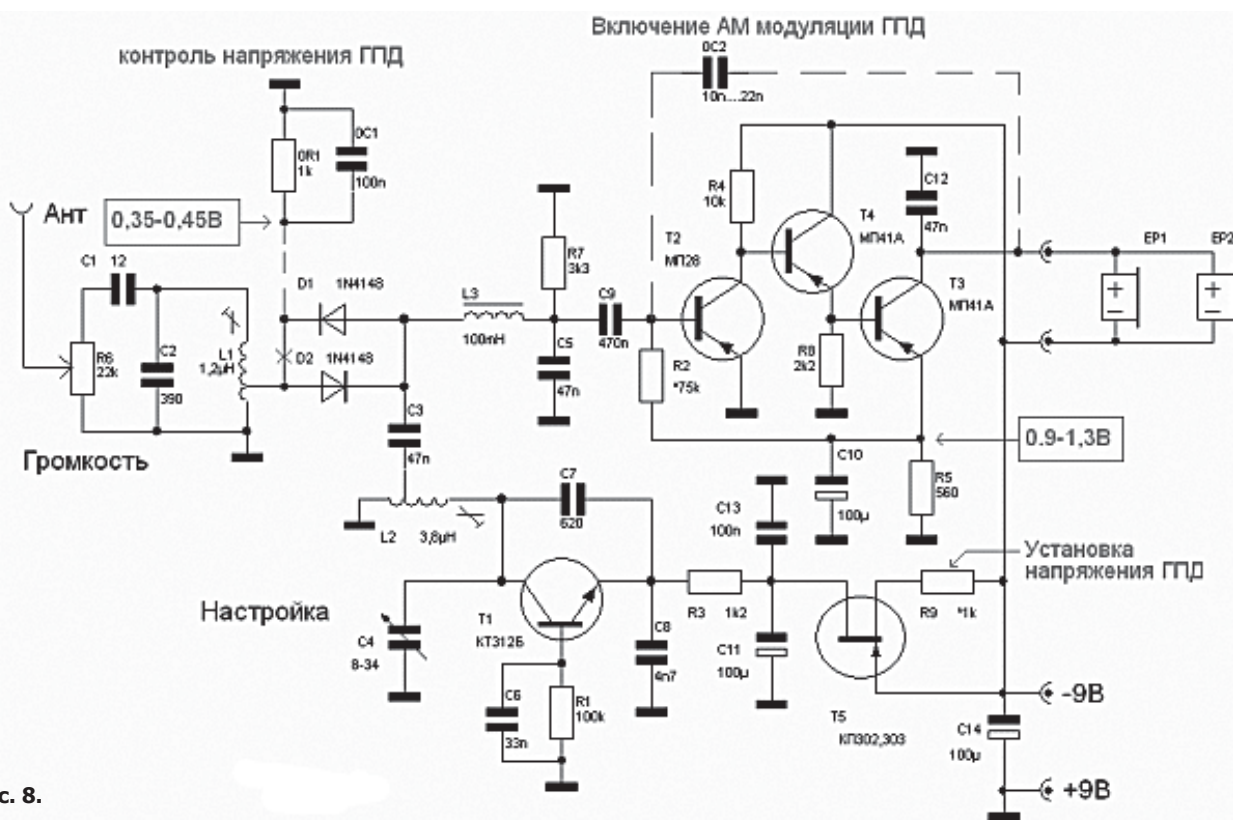 Включение АМ модуляции ГПД
контроль напряжения ГПД
0C2
10n....22n
0R1
1k
0C1
100n
Ант
0,35-0,45В
C1 12
R6
22k
C2
390
L1
1,2µH
Громкость
D1 1N4148
D2 1N4148
C3
47n
L3
100mH
R7
3k3
C5
47n
C9
470n
R2
*75k
T2
МП28
R4
10k
T4
МП41А
R8
2k2
C12
47n
T3
МП41А
EP1
EP2
0.9-1,3В
C10
100µ
R5
560
L2 3,8µH
C7
620
Настройка
C4
8-34
T1
КТ312Б
C6
33n
R1
100k
C8
4n7
R3 1k2
C13
100n
C11
100µ
Установка
напряжения ГПД
R9 *1k
T5
КП302,303
-9В
C14
100µ
+9В
с. 8.